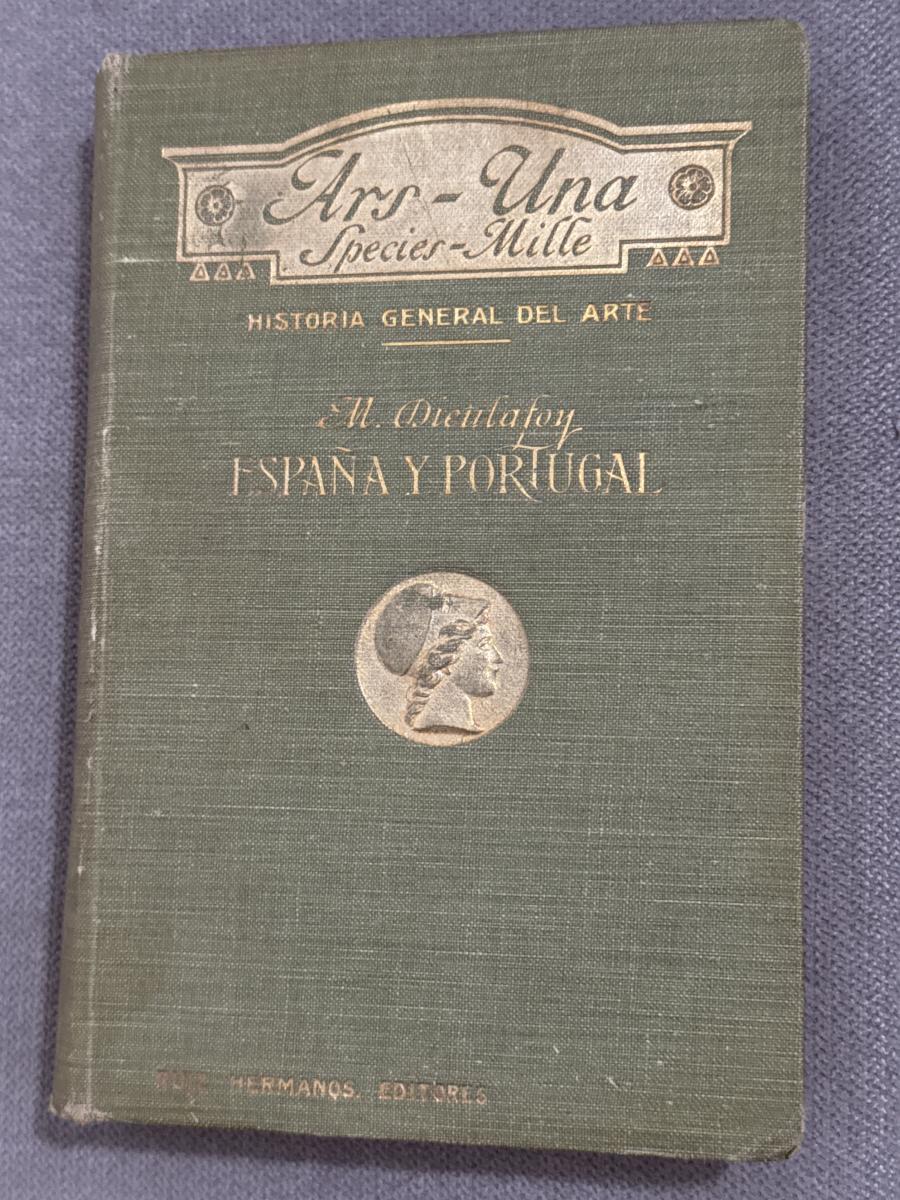 Ars - Una
Species - Mille
HISTORIA GENERAL DEL ARTE
M. Dieulafoy
ESPAÑA Y PORTUGAL
HERMANOS. EDITORES